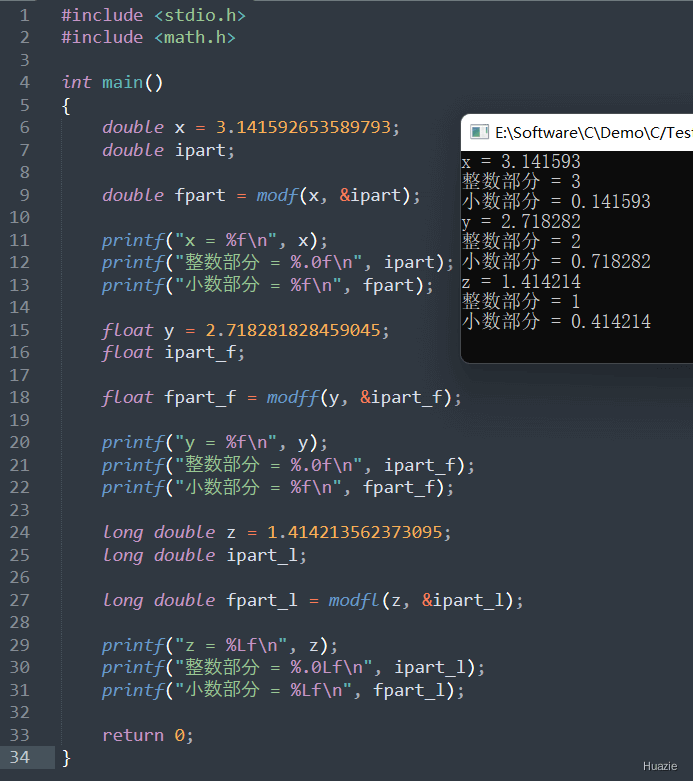 1 #include <stdio.h>
2 #include <math.h>
3
4 int main()
5 {
6     double x = 3.141592653589793;
7     double ipart;
8
9     double fpart = modf(x, &ipart);
10
11     printf("x = %f\n", x);
12     printf("整数部分 = %.0f\n", ipart);
13     printf("小数部分 = %f\n", fpart);
14
15     float y = 2.718281828459045;
16     float ipart_f;
17
18     float fpart_f = modff(y, &ipart_f);
19
20     printf("y = %f\n", y);
21     printf("整数部分 = %.0f\n", ipart_f);
22     printf("小数部分 = %f\n", fpart_f);
23
24     long double z = 1.414213562373095;
25     long double ipart_l;
26
27     long double fpart_l = modfl(z, &ipart_l);
28
29     printf("z = %Lf\n", z);
30     printf("整数部分 = %.0Lf\n", ipart_l);
31     printf("小数部分 = %Lf\n", fpart_l);
32
33     return 0;
34 }
E:\Software\C\Demo\C/Tes
x = 3.141593
整数部分 = 3
小数部分 = 0.141593
y = 2.718282
整数部分 = 2
小数部分 = 0.718282
z = 1.414214
整数部分 = 1
小数部分 = 0.414214
Huazie